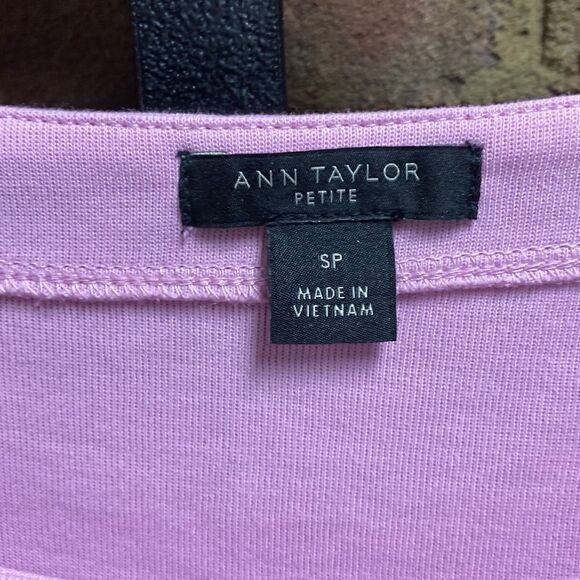 ANN TAYLOR
PETITE
SP
MADE IN
VIETNAM